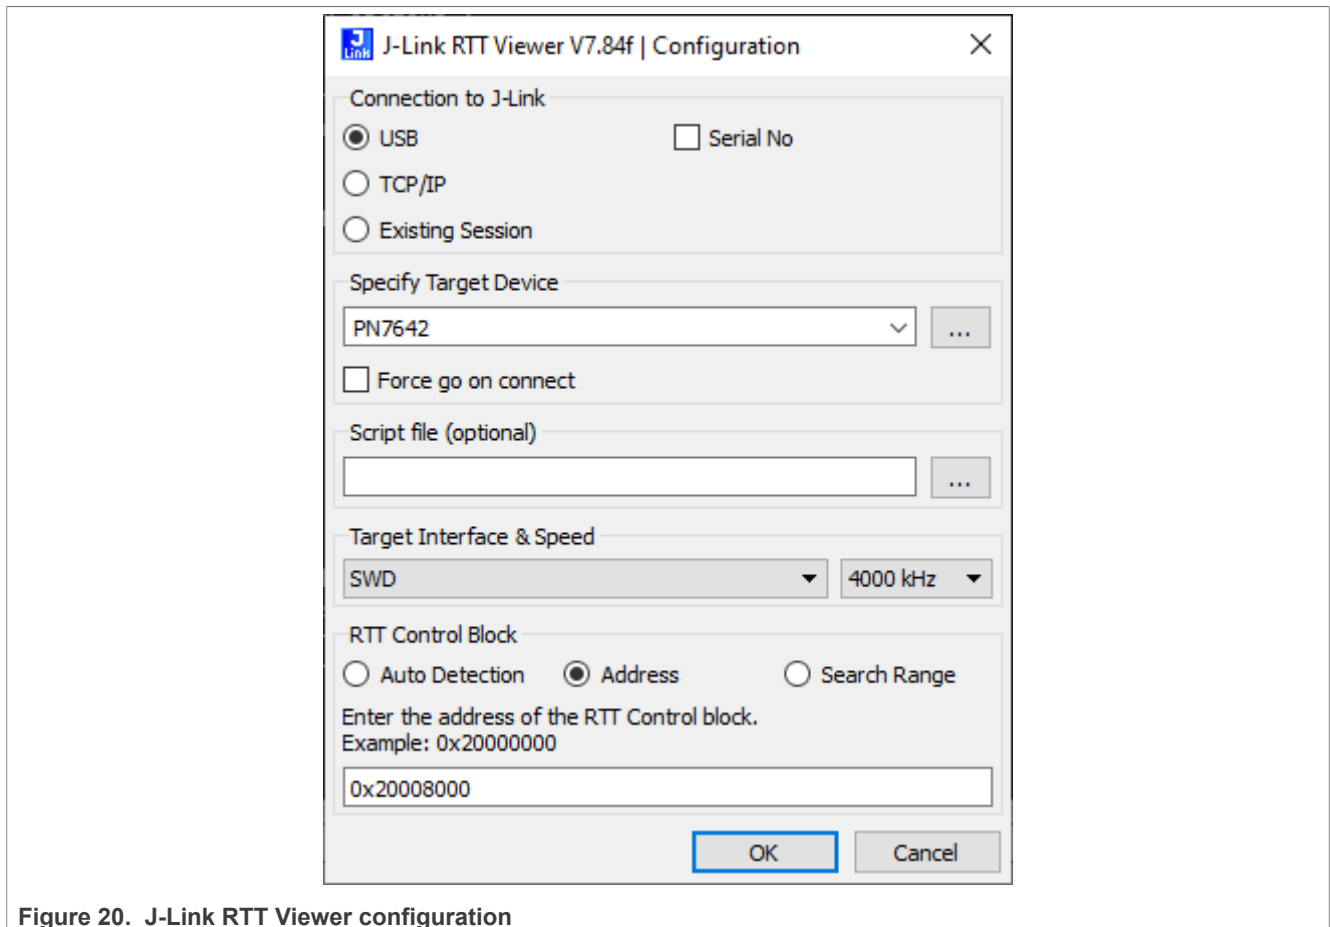 J-Link RTT Viewer V7.84f | Configuration
Connection to J-Link
USB
Serial No
TCP/IP
Existing Session
Specify Target Device
PN7642
...
Force go on connect
Script file (optional)
...
Target Interface & Speed
SWD
4000 kHz
RTT Control Block
Auto Detection
Address
Search Range
Enter the address of the RTT Control block.
Example: 0x20000000
0x20008000
OK
Cancel
Figure 20. J-Link RTT Viewer configuration